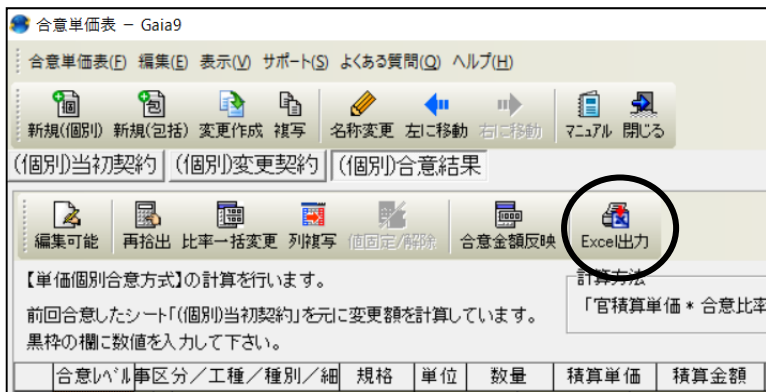 合意単価表 － Gaia9
合意単価表(F) 編集(E) 表示(V) サポート(S) よくある質問(Q) ヘルプ(H)
新規(個別) 新規(包括) 変更作成 複写 名称変更 左に移動 右に移動 マニュアル 閉じる
(個別)当初契約 (個別)変更契約 (個別)合意結果
編集可能 再拾出 比率一括変更 列複写 値固定/解除 合意金額反映 Excel出力
【単価個別合意方式】の計算を行います。
計算方法
「官積算単価 * 合意比率
前回合意したシート「(個別)当初契約」を元に変更額を計算しています。
黒枠の欄に数値を入力して下さい。
合意レベル 事区分／工種／種別／細 規格 単位 数量 積算単価 積算金額